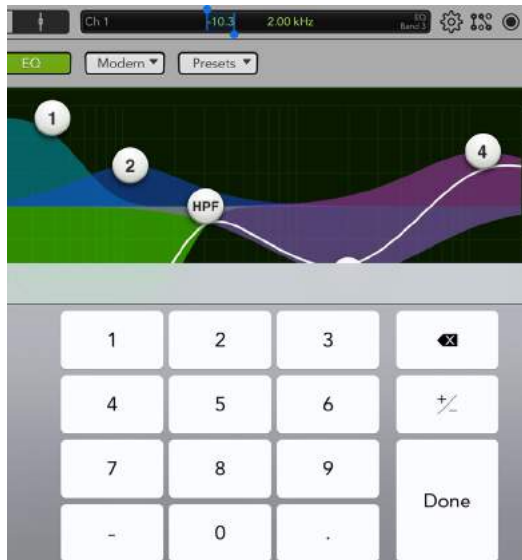 Ch 1 -10.3 2.00 kHz EQ Band 3
EQ Modern Presets
1
2
4
HPF
1 2 3
4 5 6 +/-
7 8 9
- 0 . Done